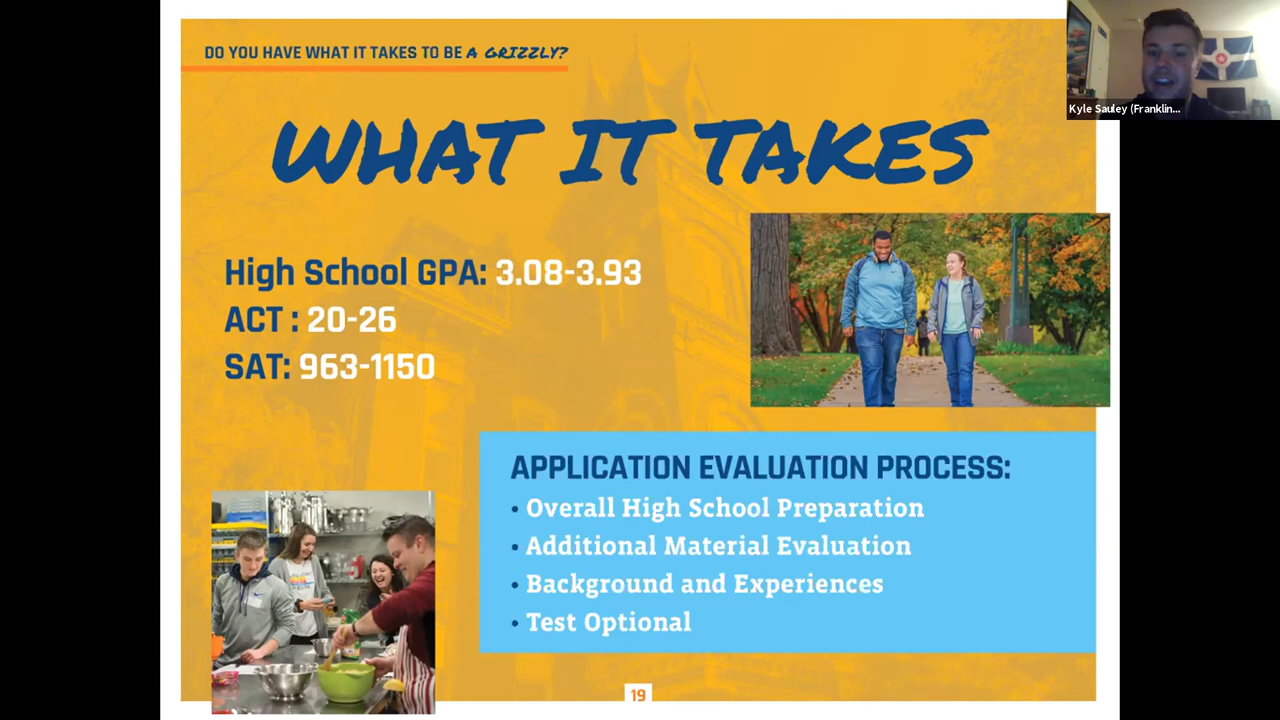 DO YOU HAVE WHAT IT TAKES TO BE A GRIZZLY?
Kyle Sauley (Franklin...
WHAT IT TAKES
High School GPA: 3.08-3.93
ACT : 20-26
SAT: 963-1150
APPLICATION EVALUATION PROCESS:
• Overall High School Preparation
• Additional Material Evaluation
• Background and Experiences
• Test Optional
19